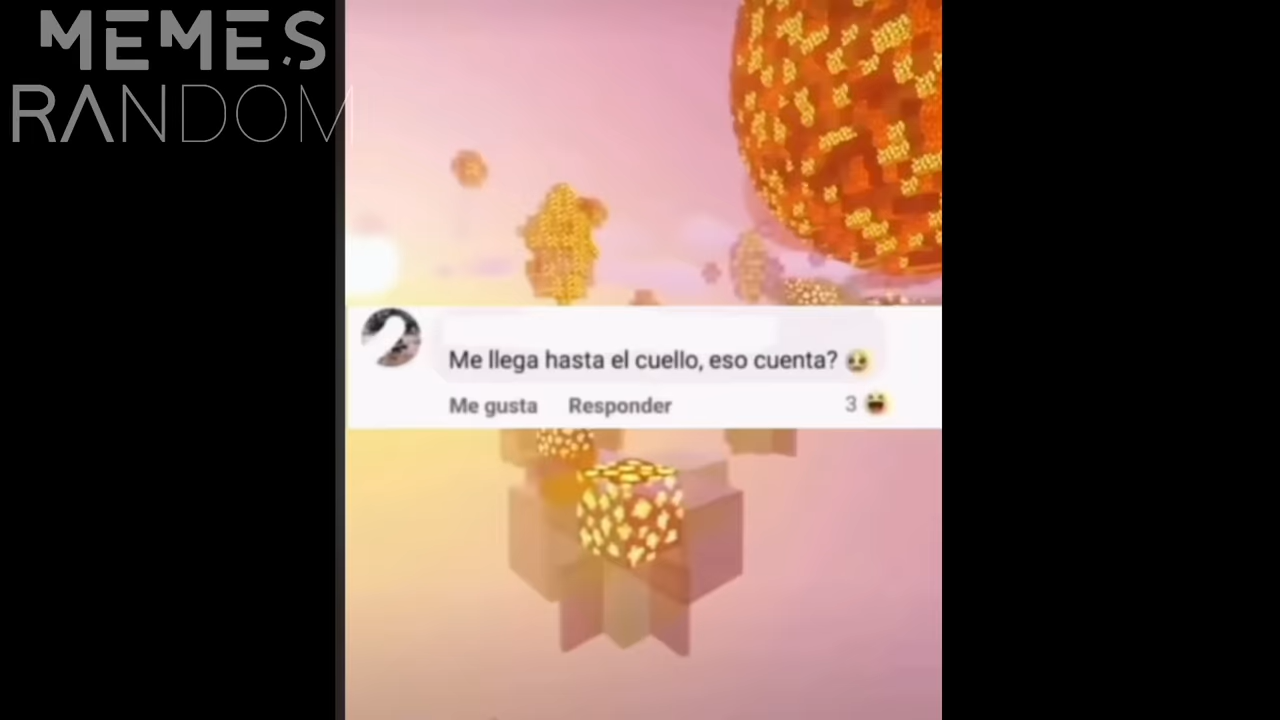 MEMES
RANDOM
Me llega hasta el cuello, eso cuenta? 🥺
Me gusta Responder 3 😆